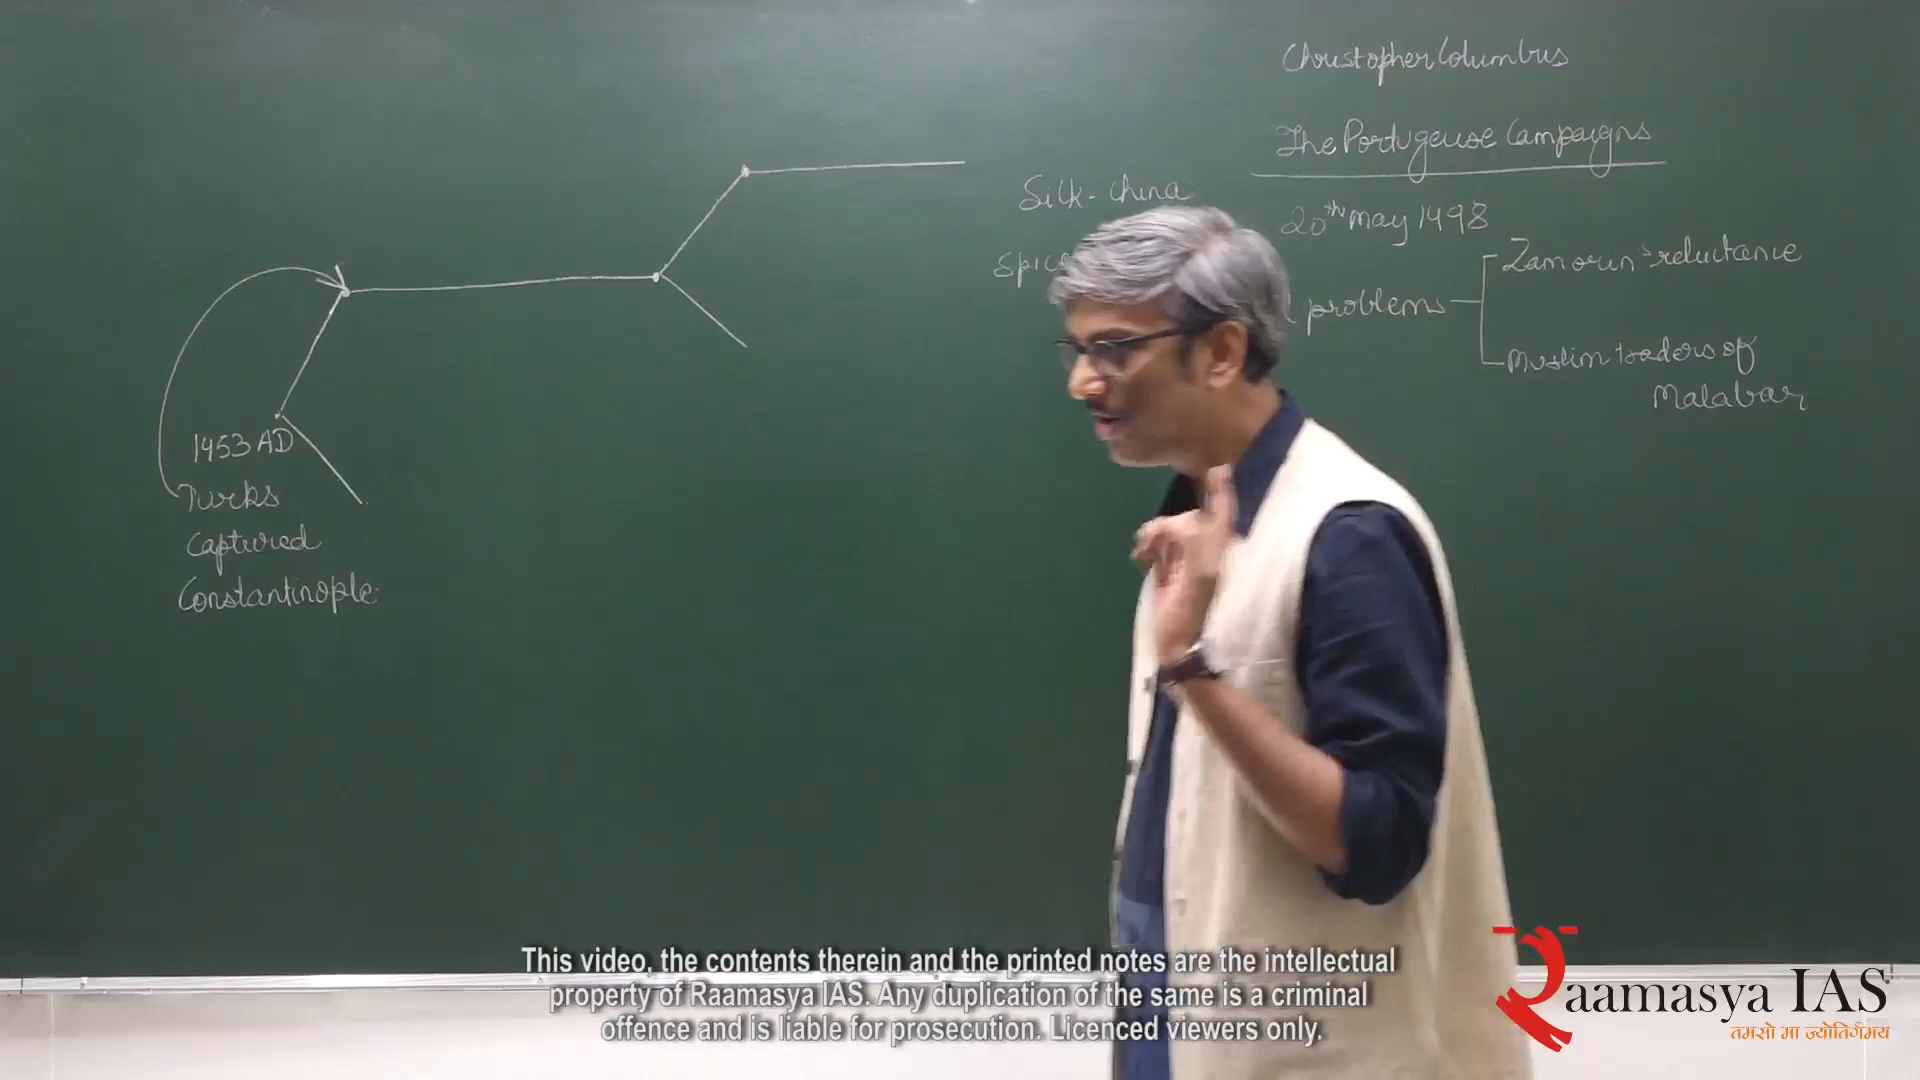 Christopher Columbus
The Portugeuse Campaigns
Silk - China
20th May 1498
Zamorin's reluctance
problems
Muslim traders of
Malabar
1453 AD
Turks
Captured
Constantinople
This video, the contents therein and the printed notes are the intellectual
property of Raamasya IAS. Any duplication of the same is a criminal
offence and is liable for prosecution. Licenced viewers only.
Raamasya IAS
तमसो मा ज्योतिर्गमय